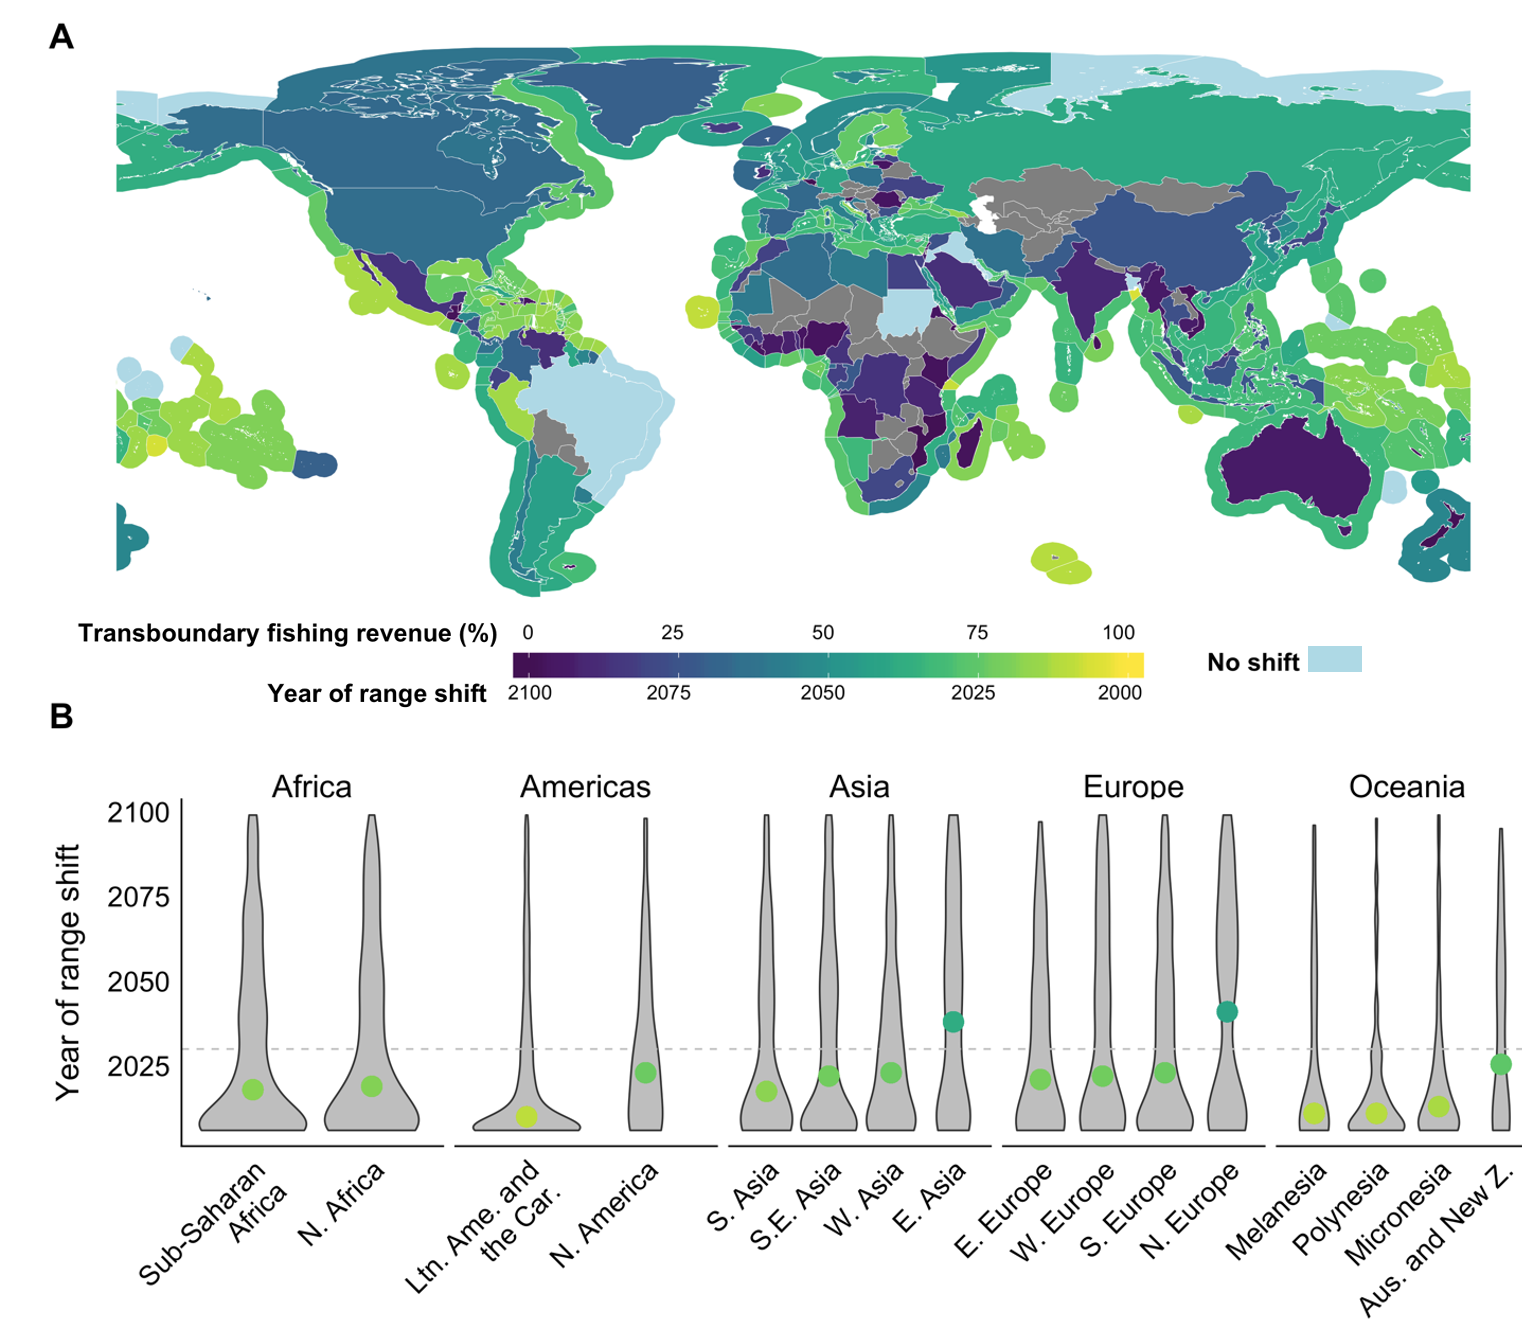 A
Transboundary fishing revenue (%)
0 25 50 75 100
No shift
Year of range shift
2100 2075 2050 2025 2000
B
Africa Americas Asia Europe Oceania
Year of range shift
2100
2075
2050
2025
Sub-Saharan
Africa
N. Africa
Ltn. Ame. and
the Car.
N. America
S. Asia
S.E. Asia
W. Asia
E. Asia
E. Europe
W. Europe
S. Europe
N. Europe
Melanesia
Polynesia
Micronesia
Aus. and New Z.